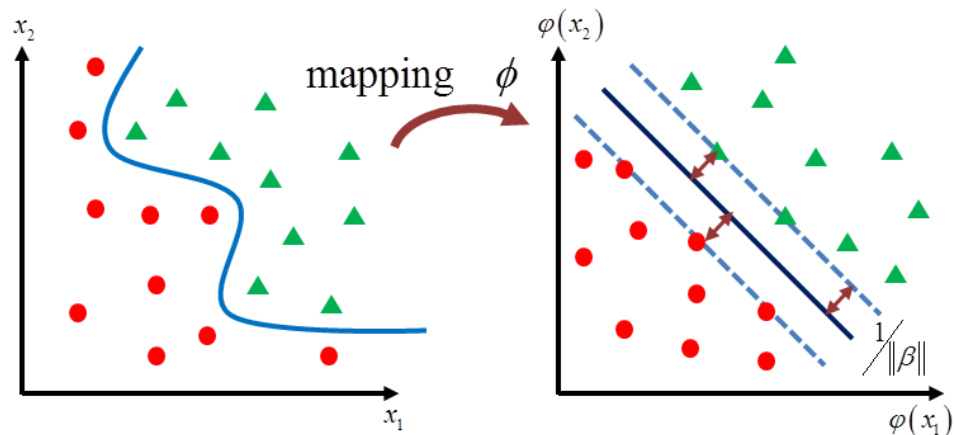 x₂
mapping ϕ
x₁
φ(x₂)
1/‖β‖
φ(x₁)